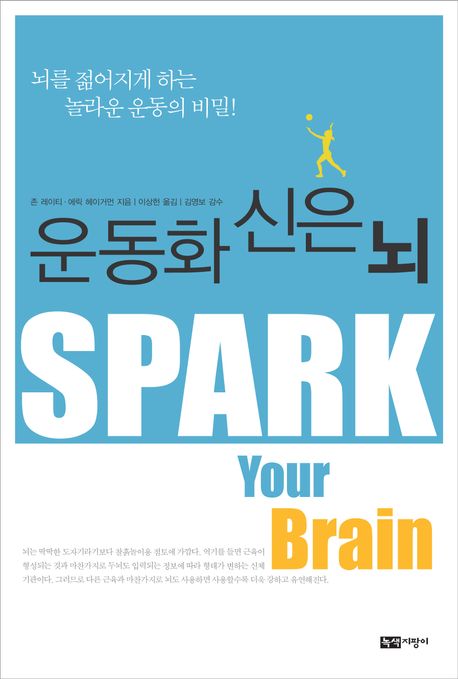 뇌를 젊어지게 하는
놀라운 운동의 비밀!
존 레이티 · 에릭 헤이거먼 지음 | 이상헌 옮김 | 김영보 감수
운동화 신은 뇌
SPARK
Your
Brain
뇌는 딱딱한 도자기라기보다 찰흙놀이용 점토에 가깝다. 역기를 들면 근육이
형성되는 것과 마찬가지로 두뇌도 입력되는 정보에 따라 형태가 변하는 신체
기관이다. 그러므로 다른 근육과 마찬가지로 뇌도 사용하면 사용할수록 더욱 강하고 유연해진다.
녹색지팡이